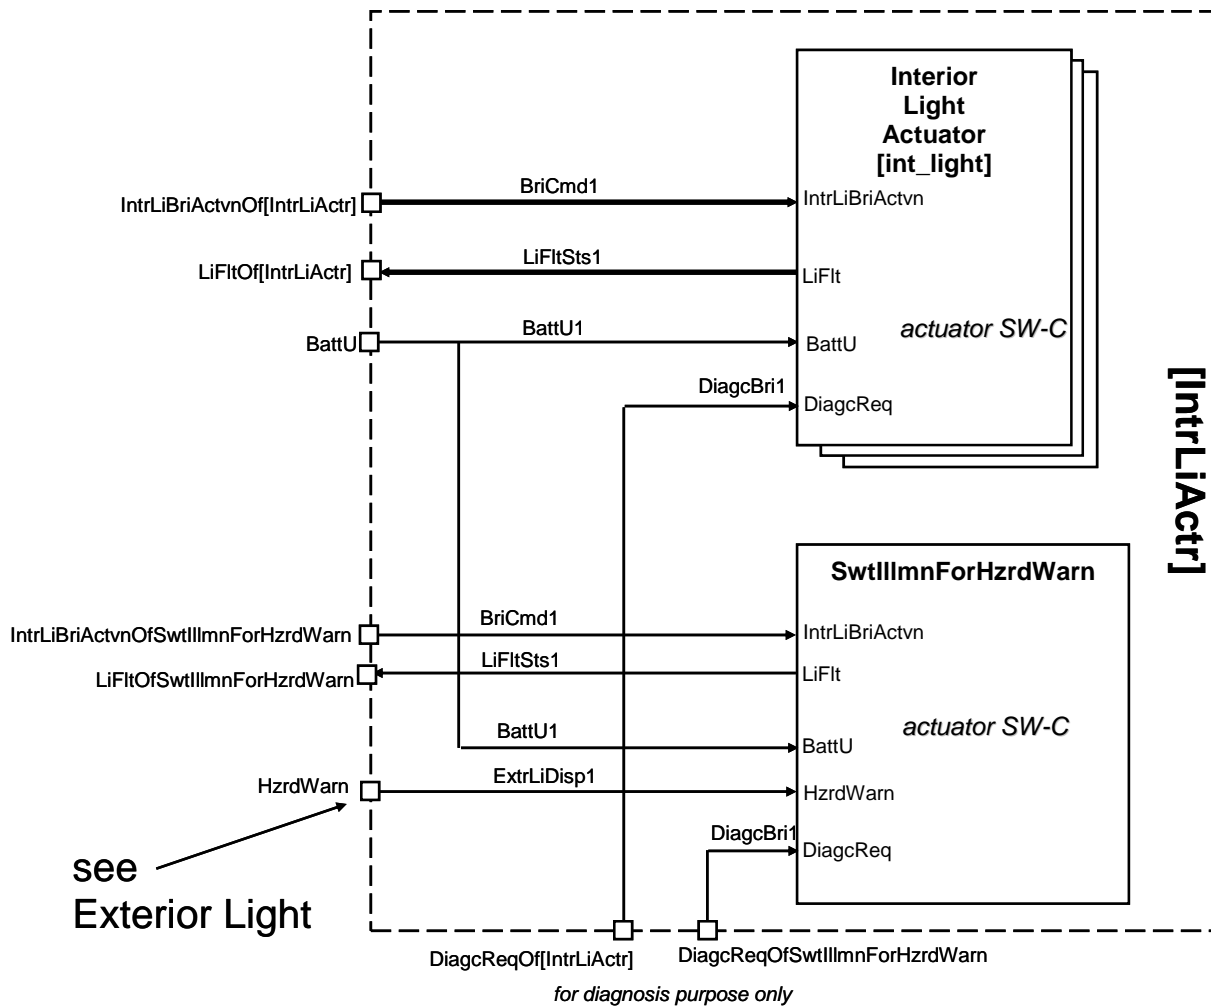 Interior
Light
Actuator
[int_light]
BriCmd1
IntrLiBriActvnOf[IntrLiActr]
IntrLiBriActvn
LiFltSts1
LiFltOf[IntrLiActr]
LiFlt
BattU1
actuator SW-C
BattU
BattU
DiagcBri1
DiagcReq
[IntrLiActr]
SwtIllmnForHzrdWarn
BriCmd1
IntrLiBriActvnOfSwtIllmnForHzrdWarn
IntrLiBriActvn
LiFltSts1
LiFltOfSwtIllmnForHzrdWarn
LiFlt
actuator SW-C
BattU1
BattU
ExtrLiDisp1
HzrdWarn
HzrdWarn
DiagcBri1
DiagcReq
see
Exterior Light
DiagcReqOf[IntrLiActr]
DiagcReqOfSwtIllmnForHzrdWarn
for diagnosis purpose only